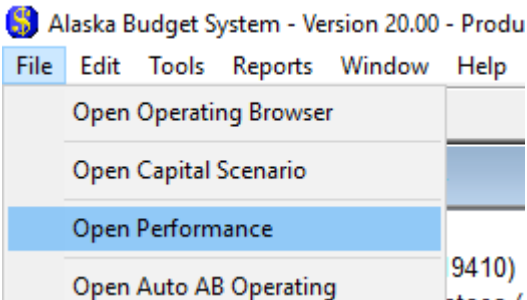 Alaska Budget System - Version 20.00 - Produ
File Edit Tools Reports Window Help
Open Operating Browser
Open Capital Scenario
Open Performance
9410)
Open Auto AB Operating